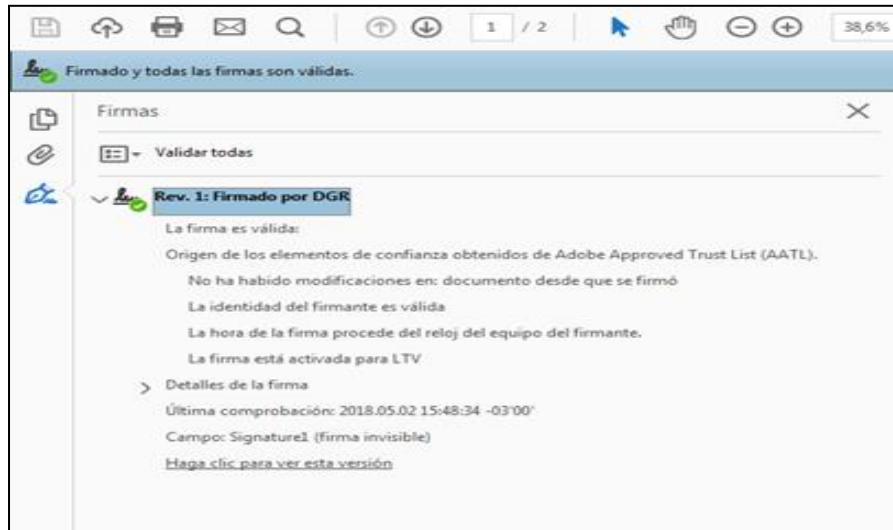 1 / 2
38,6%
Firmado y todas las firmas son válidas.
Firmas
Validar todas
Rev. 1: Firmado por DGR
La firma es válida:
Origen de los elementos de confianza obtenidos de Adobe Approved Trust List (AATL).
No ha habido modificaciones en: documento desde que se firmó
La identidad del firmante es válida
La hora de la firma procede del reloj del equipo del firmante.
La firma está activada para LTV
Detalles de la firma
Última comprobación: 2018.05.02 15:48:34 -03'00'
Campo: Signature1 (firma invisible)
Haga clic para ver esta versión